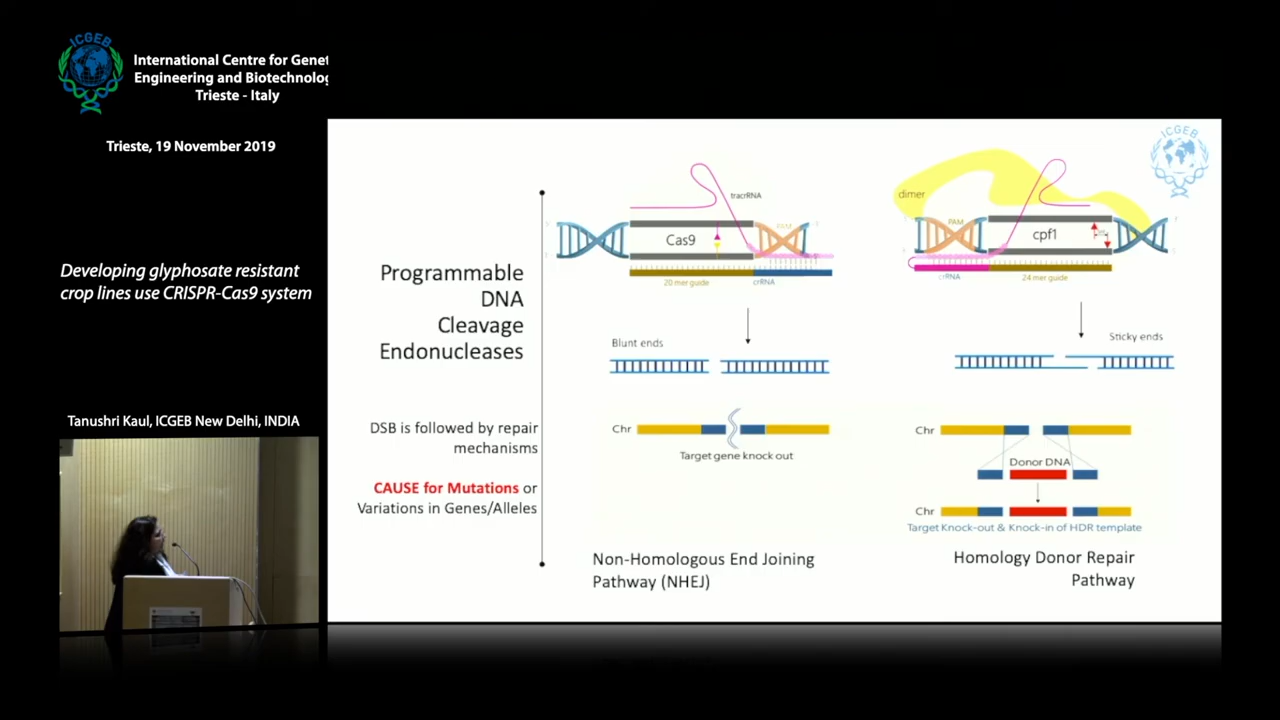 ICGEB
International Centre for Genet
Engineering and Biotechnolog
Trieste - Italy
Trieste, 19 November 2019
Developing glyphosate resistant
crop lines use CRISPR-Cas9 system
Tanushri Kaul, ICGEB New Delhi, INDIA
ICGEB
Programmable
DNA
Cleavage
Endonucleases
DSB is followed by repair
mechanisms
CAUSE for Mutations or
Variations in Genes/Alleles
tracrRNA
PAM
Cas9
20 mer guide
crRNA
Blunt ends
Chr
Target gene knock out
Non-Homologous End Joining
Pathway (NHEJ)
dimer
PAM
cpf1
crRNA
24 mer guide
Sticky ends
Chr
Donor DNA
Chr
Target Knock-out & Knock-in of HDR template
Homology Donor Repair
Pathway